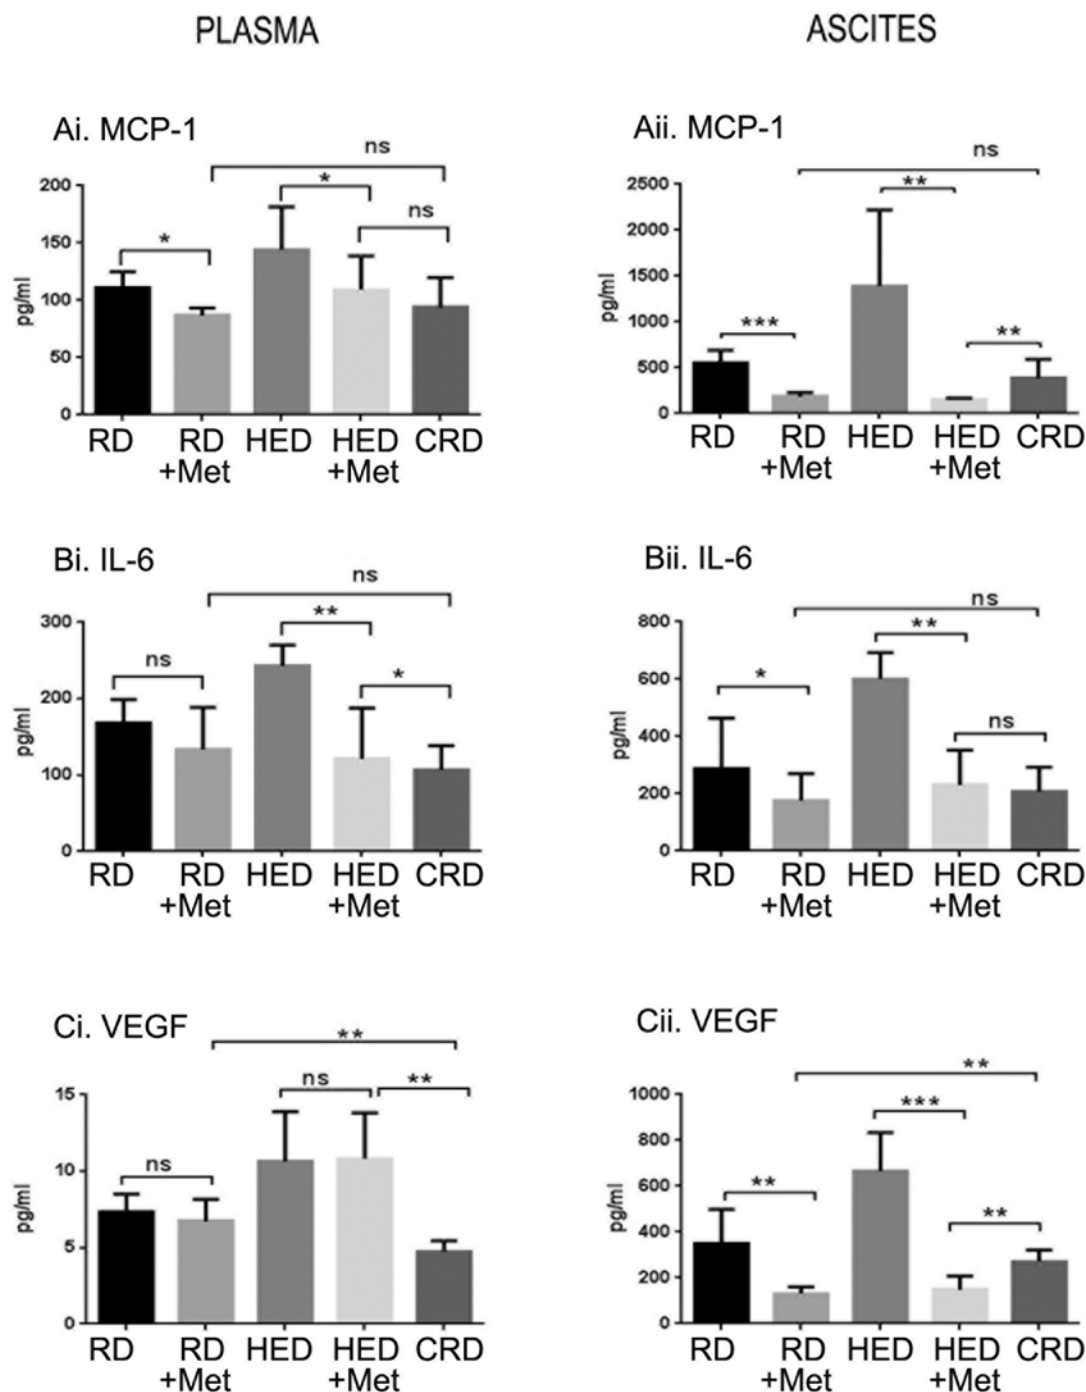 PLASMA
ASCITES
Ai. MCP-1
ns
*
ns
*
200
150
100
50
0
pg/ml
RD RD HED HED CRD
+Met +Met
Aii. MCP-1
ns
**
***
**
2500
2000
1500
1000
500
0
pg/ml
RD RD HED HED CRD
+Met +Met
Bi. IL-6
ns
**
ns
*
300
200
100
0
pg/ml
RD RD HED HED CRD
+Met +Met
Bii. IL-6
ns
**
*
ns
800
600
400
200
0
pg/ml
RD RD HED HED CRD
+Met +Met
Ci. VEGF
**
ns **
ns
15
10
5
0
pg/ml
RD RD HED HED CRD
+Met +Met
Cii. VEGF
**
***
**
**
1000
800
600
400
200
0
pg/ml
RD RD HED HED CRD
+Met +Met